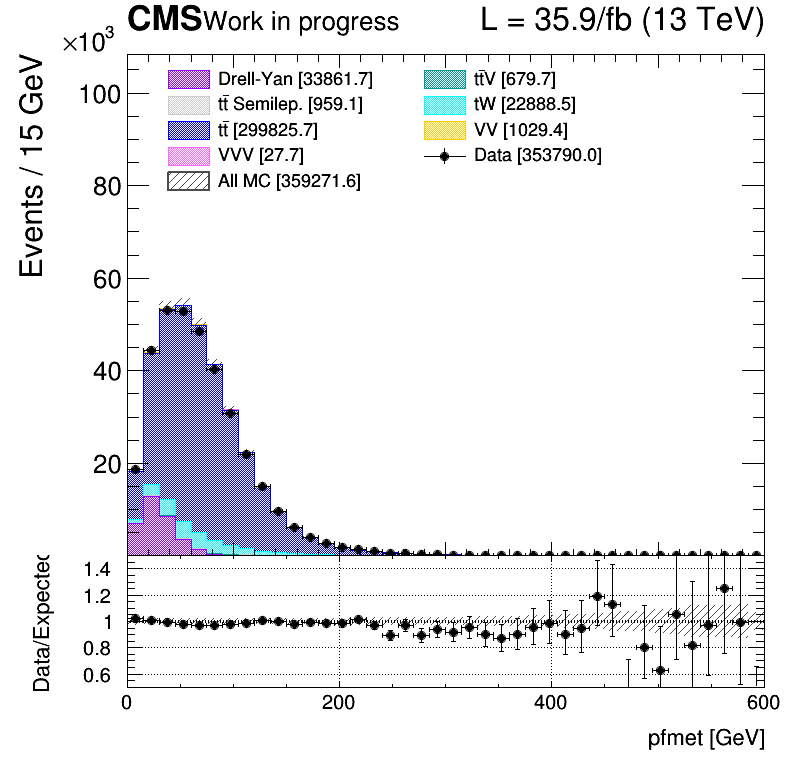 CMS Work in progress L = 35.9/fb (13 TeV)
×10³
Events / 15 GeV
Drell-Yan [33861.7]
tt̄ Semilep. [959.1]
tt̄ [299825.7]
VVV [27.7]
All MC [359271.6]
tt̄V [679.7]
tW [22888.5]
VV [1029.4]
Data [353790.0]
100
80
60
40
20
Data/Expected
1.4
1.2
1
0.8
0.6
0 200 400 600
pfmet [GeV]